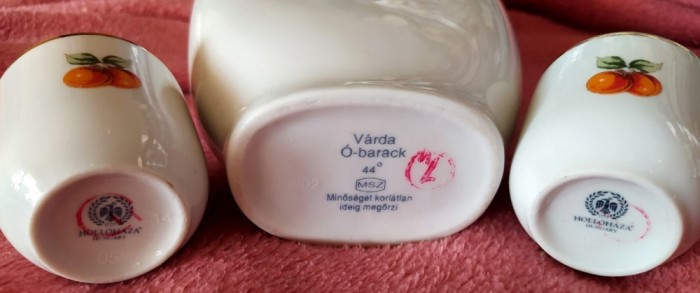 HOLLÓHÁZA®
HUNGARY
Várda
Ó-barack
44°
MSZ
Minőségét korlátlan
ideig megőrzi
HOLLÓHÁZA®
HUNGARY